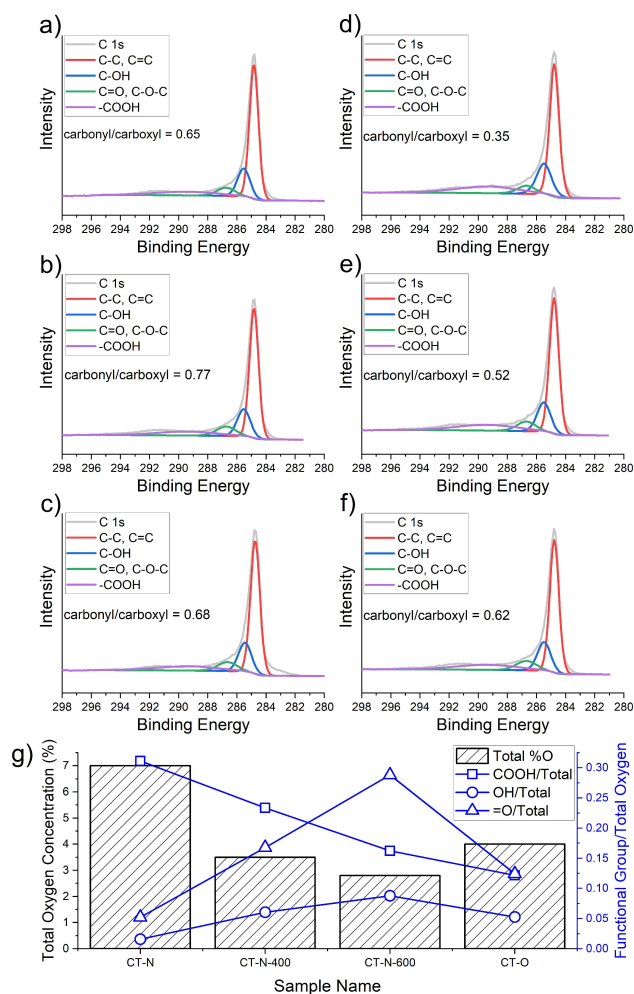 a)
C 1s
C-C, C=C
C-OH
C=O, C-O-C
-COOH
carbonyl/carboxyl = 0.65
Intensity
298 296 294 292 290 288 286 284 282 280
Binding Energy
d)
C 1s
C-C, C=C
C-OH
C=O, C-O-C
-COOH
carbonyl/carboxyl = 0.35
Intensity
298 296 294 292 290 288 286 284 282 280
Binding Energy
b)
C 1s
C-C, C=C
C-OH
C=O, C-O-C
-COOH
carbonyl/carboxyl = 0.77
Intensity
298 296 294 292 290 288 286 284 282 280
Binding Energy
e)
C 1s
C-C, C=C
C-OH
C=O, C-O-C
-COOH
carbonyl/carboxyl = 0.52
Intensity
298 296 294 292 290 288 286 284 282 280
Binding Energy
c)
C 1s
C-C, C=C
C-OH
C=O, C-O-C
-COOH
carbonyl/carboxyl = 0.68
Intensity
298 296 294 292 290 288 286 284 282 280
Binding Energy
f)
C 1s
C-C, C=C
C-OH
C=O, C-O-C
-COOH
carbonyl/carboxyl = 0.62
Intensity
298 296 294 292 290 288 286 284 282 280
Binding Energy
g)
Total %O
COOH/Total
OH/Total
=O/Total
Total Oxygen Concentration (%)
7
6
5
4
3
2
1
0
Functional Group/Total Oxygen
0.30
0.25
0.20
0.15
0.10
0.05
0.00
CT-N CT-N-400 CT-N-600 CT-O
Sample Name